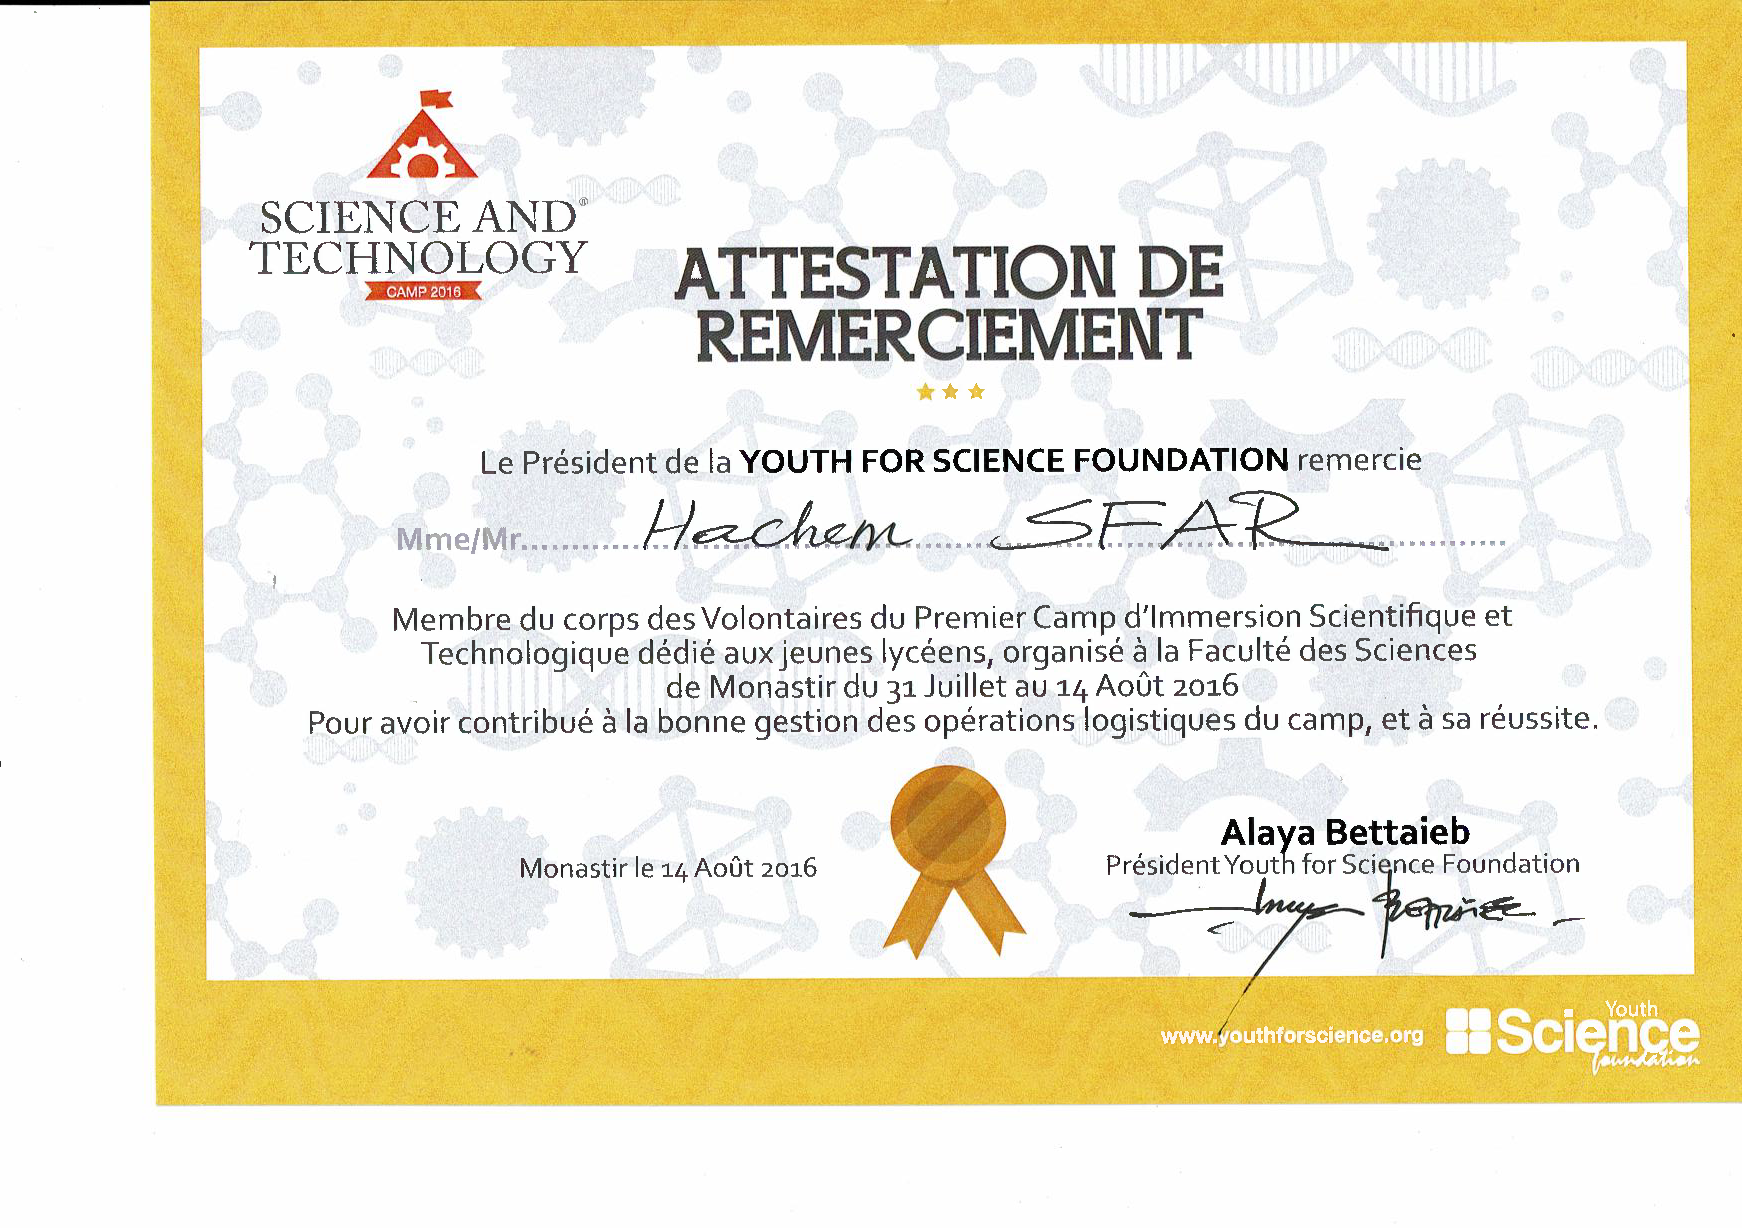 SCIENCE AND®
TECHNOLOGY
CAMP 2016
ATTESTATION DE
REMERCIEMENT
Le Président de la YOUTH FOR SCIENCE FOUNDATION remercie
Mme/Mr............ Hachem SFAR
Membre du corps des Volontaires du Premier Camp d'Immersion Scientifique et
Technologique dédié aux jeunes lycéens, organisé à la Faculté des Sciences
de Monastir du 31 Juillet au 14 Août 2016
Pour avoir contribué à la bonne gestion des opérations logistiques du camp, et à sa réussite.
Monastir le 14 Août 2016
Alaya Bettaieb
Président Youth for Science Foundation
www.youthforscience.org
Youth
Science
foundation